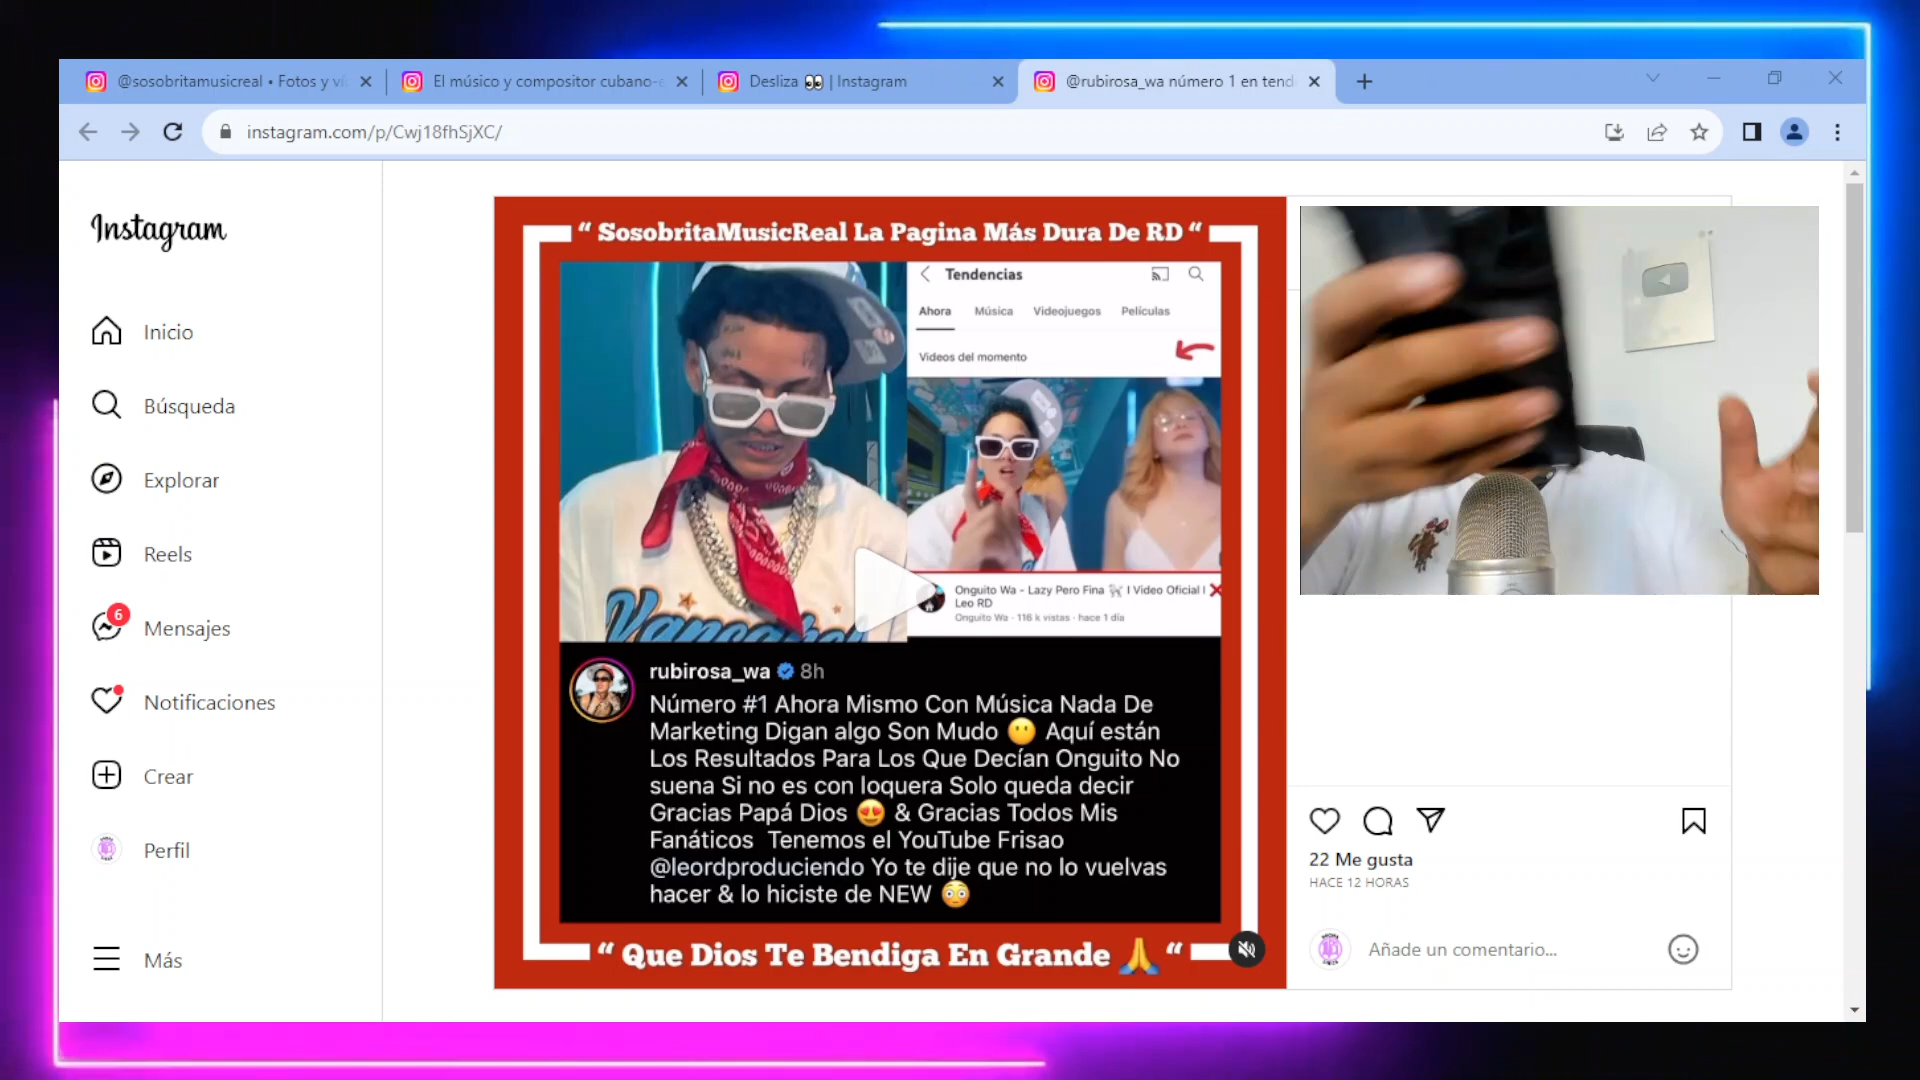 @sosobritamusicreal • Fotos y ví
El músico y compositor cubano-e
Desliza 👀 | Instagram
@rubirosa_wa número 1 en tend
instagram.com/p/Cwj18fhSjXC/
Instagram
Inicio
Búsqueda
Explorar
Reels
6
Mensajes
Notificaciones
Crear
Perfil
Más
“ SosobritaMusicReal La Pagina Más Dura De RD “
Tendencias
Ahora Música Videojuegos Películas
Videos del momento
Onguito Wa - Lazy Pero Fina 🐩 I Video Oficial I
Leo RD
Onguito Wa · 116 k vistas · hace 1 día
rubirosa_wa 8h
Número #1 Ahora Mismo Con Música Nada De
Marketing Digan algo Son Mudo 😶 Aquí están
Los Resultados Para Los Que Decían Onguito No
suena Si no es con loquera Solo queda decir
Gracias Papá Dios 😍 & Gracias Todos Mis
Fanáticos Tenemos el YouTube Frisao
@leordproduciendo Yo te dije que no lo vuelvas
hacer & lo hiciste de NEW 😳
“ Que Dios Te Bendiga En Grande 🙏 “
22 Me gusta
HACE 12 HORAS
Añade un comentario...